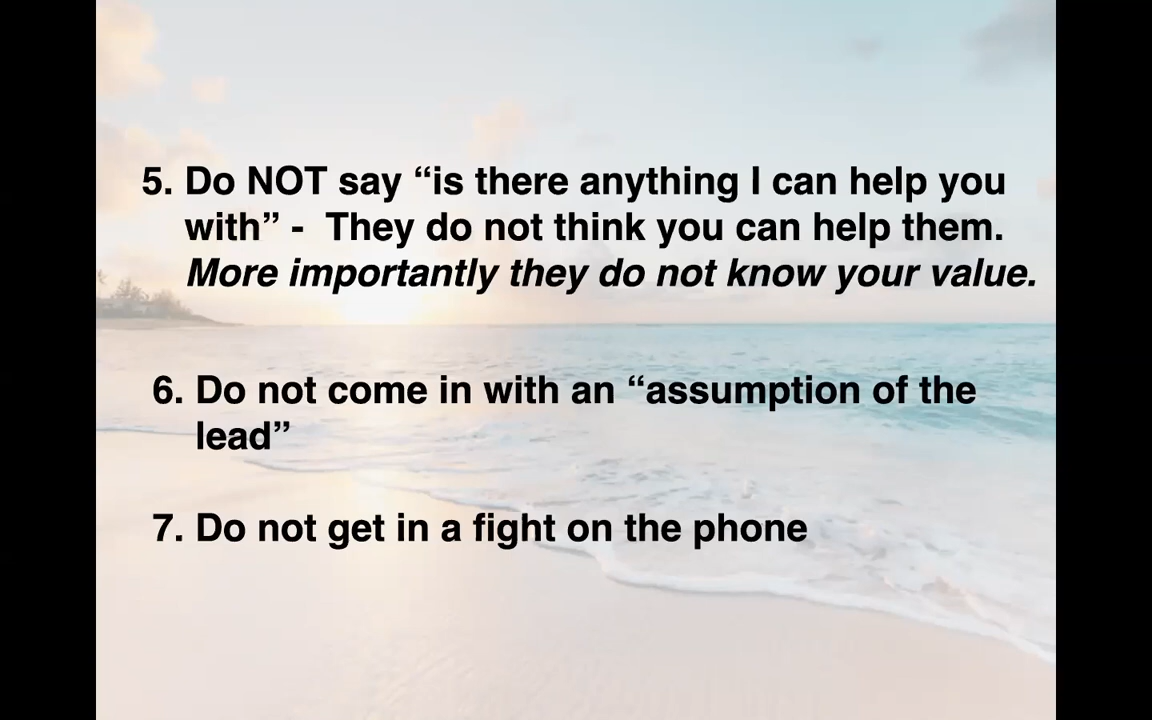 5. Do NOT say “is there anything I can help you
with” - They do not think you can help them.
More importantly they do not know your value.
6. Do not come in with an “assumption of the
lead”
7. Do not get in a fight on the phone